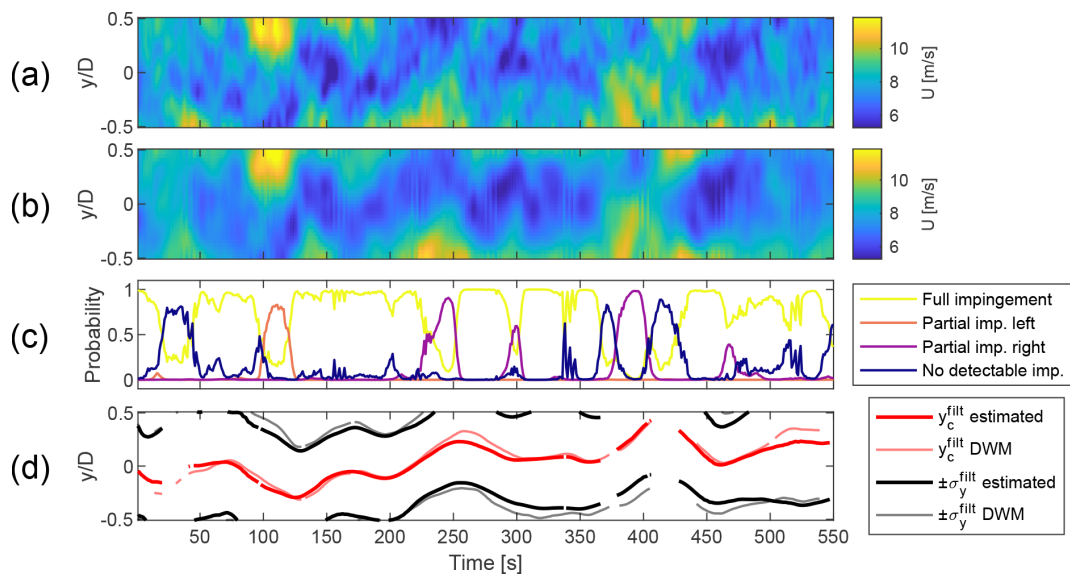 (a)
y/D
0.5
0
-0.5
10
8
6
U [m/s]
(b)
y/D
0.5
0
-0.5
10
8
6
U [m/s]
(c)
Probability
1
0.5
0
Full impingement
Partial imp. left
Partial imp. right
No detectable imp.
(d)
y/D
0.5
0
-0.5
50 100 150 200 250 300 350 400 450 500 550
Time [s]
y_c^filt estimated
y_c^filt DWM
±σ_y^filt estimated
±σ_y^filt DWM